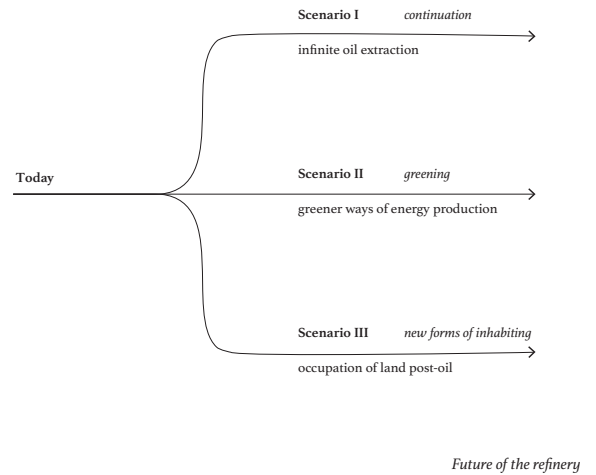 Scenario I continuation
infinite oil extraction
Today
Scenario II greening
greener ways of energy production
Scenario III new forms of inhabiting
occupation of land post-oil
Future of the refinery